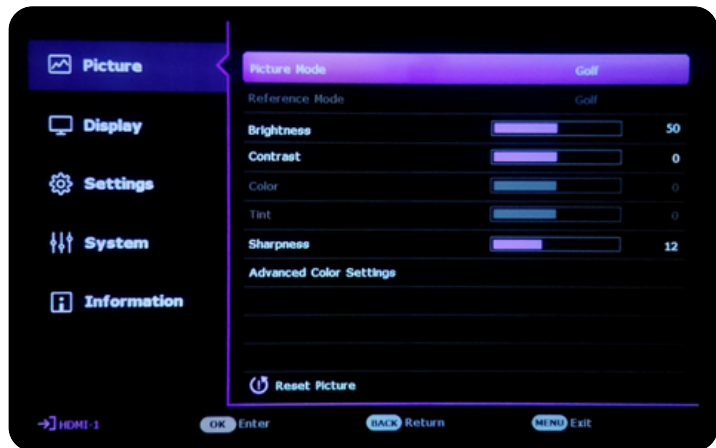 Picture
Display
Settings
System
Information
Picture Mode Golf
Reference Mode Golf
Brightness 50
Contrast 0
Color 0
Tint 0
Sharpness 12
Advanced Color Settings
Reset Picture
HDMI-1
OK Enter
BACK Return
MENU Exit